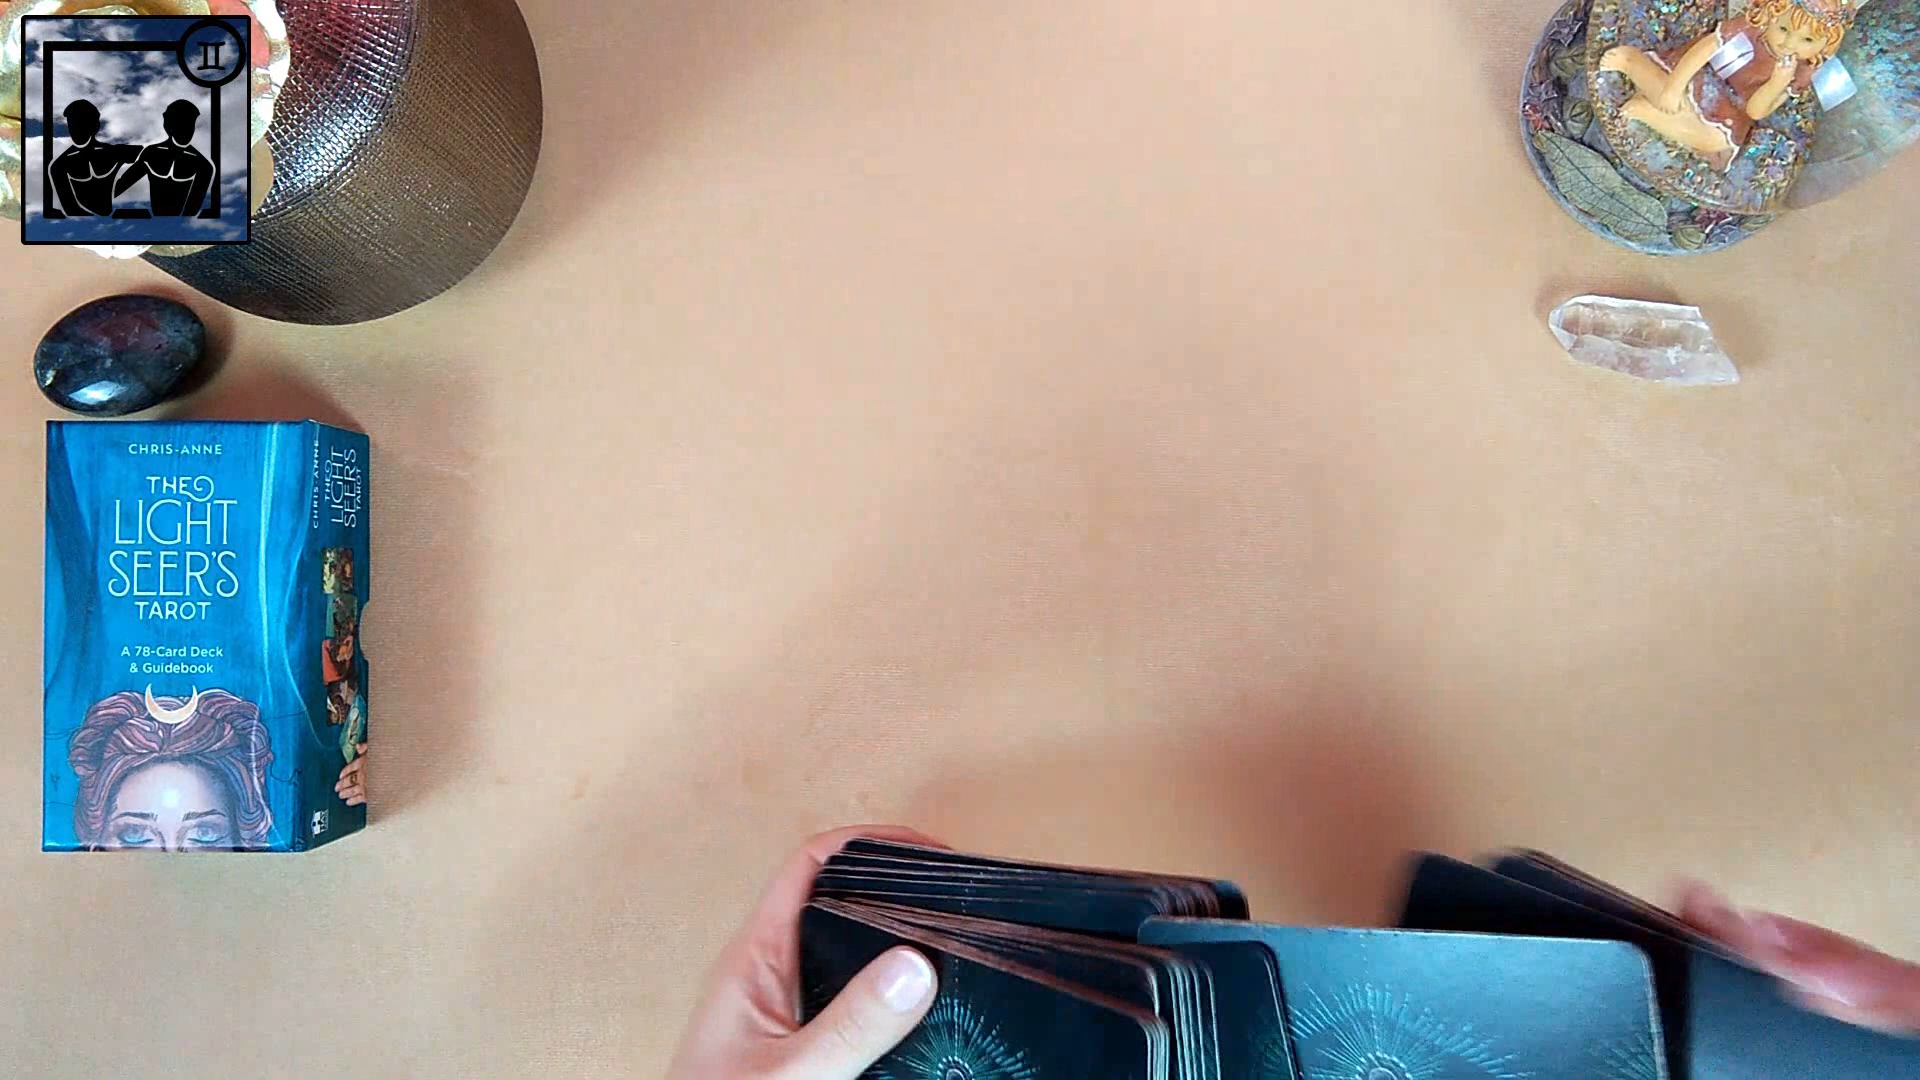 CHRIS-ANNE
THE
LIGHT
SEER'S
TAROT
A 78-Card Deck
& Guidebook
CHRIS-ANNE
THE
LIGHT
SEER'S
TAROT